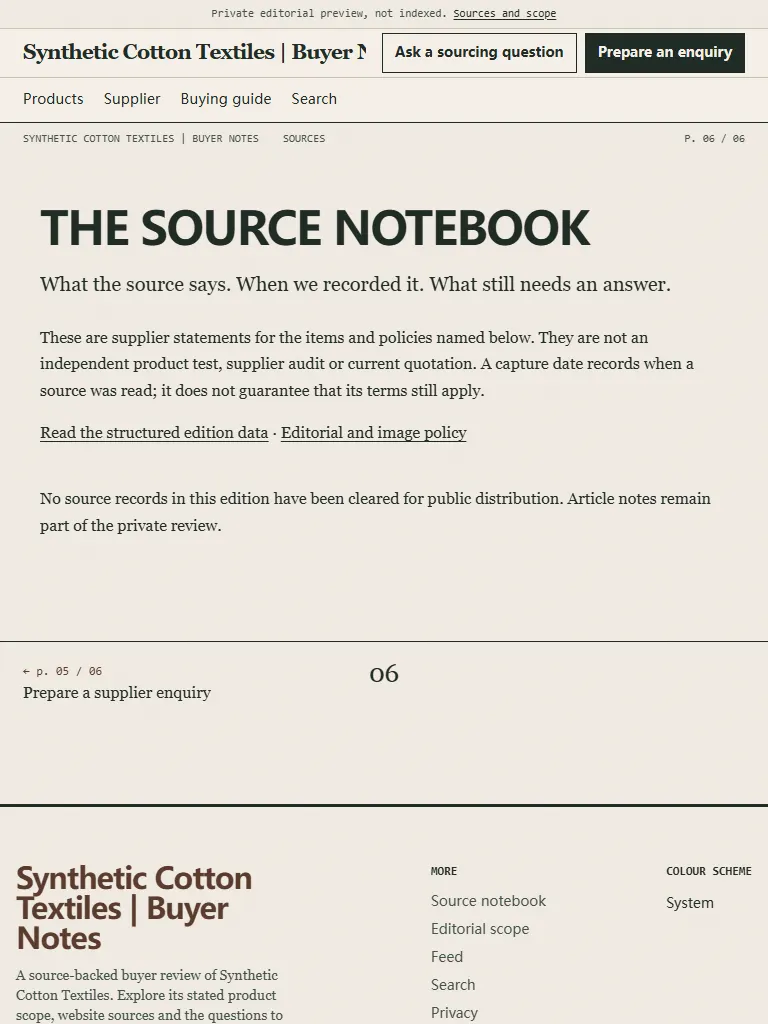 Private editorial preview, not indexed. Sources and scope
Synthetic Cotton Textiles | Buyer
Ask a sourcing question
Prepare an enquiry
Products
Supplier
Buying guide
Search
SYNTHETIC COTTON TEXTILES | BUYER NOTES
SOURCES
P. 06 / 06
THE SOURCE NOTEBOOK
What the source says. When we recorded it. What still needs an answer.
These are supplier statements for the items and policies named below. They are not an
independent product test, supplier audit or current quotation. A capture date records when a
source was read; it does not guarantee that its terms still apply.
Read the structured edition data · Editorial and image policy
No source records in this edition have been cleared for public distribution. Article notes remain
part of the private review.
← p. 05 / 06
Prepare a supplier enquiry
06
Synthetic Cotton
Textiles | Buyer
Notes
A source-backed buyer review of Synthetic
Cotton Textiles. Explore its stated product
scope, website sources and the questions to
MORE
Source notebook
Editorial scope
Feed
Search
Privacy
COLOUR SCHEME
System